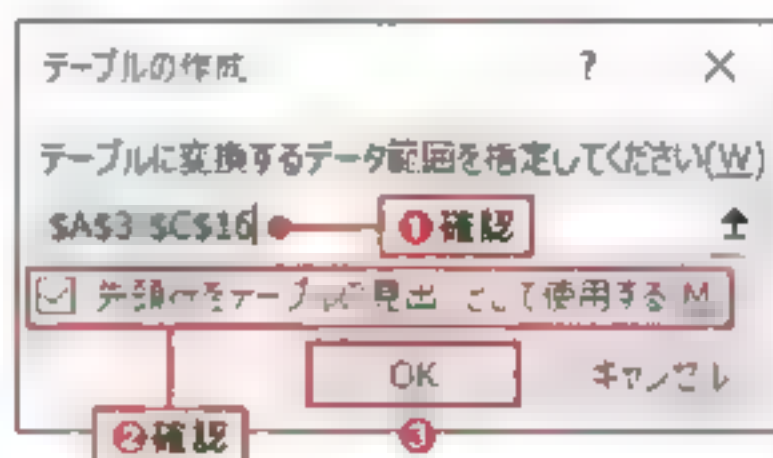 テーブルの作成 ? ×
テーブルに変換するデータ範囲を指定してください(W)
$A$3 $C$16 ❶確認
先頭行をテーブルの見出しとして使用する M
OK キャンセル
❷確認 ❸